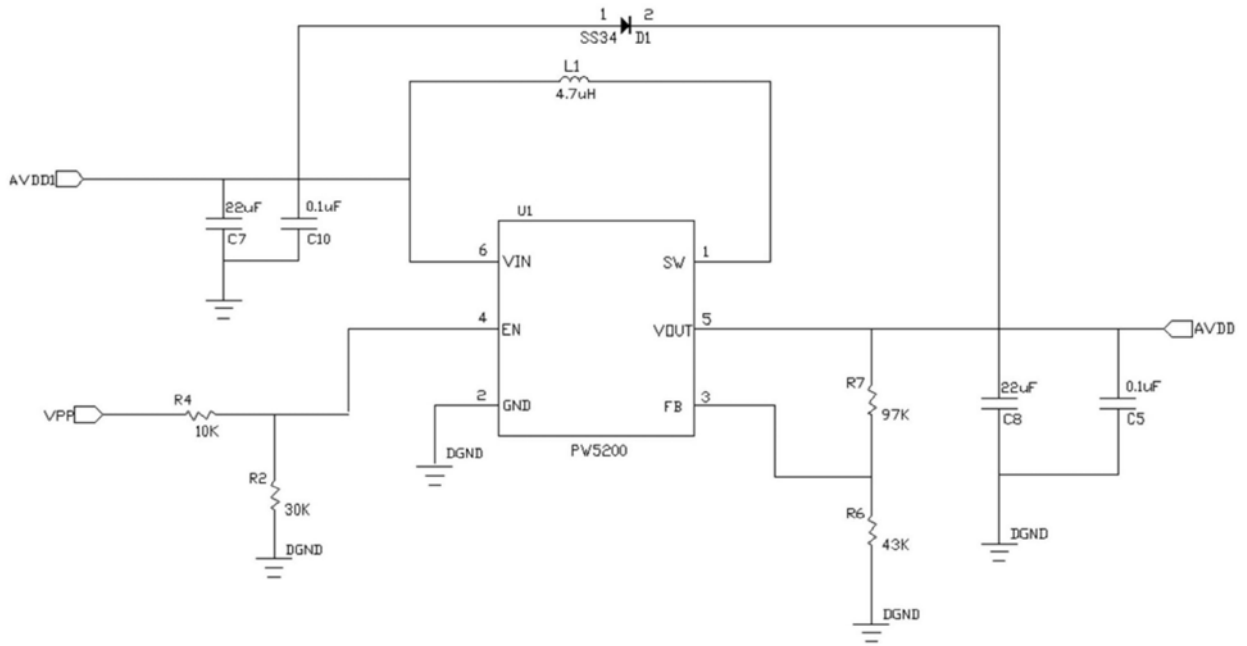 1 2
SS34 D1
L1
4.7uH
AVDD1
22uF 0.1uF
C7 C10
U1
6 VIN SW 1
4 EN VOUT 5
2 GND FB 3
PW5200
AVDD
R7
97K
22uF 0.1uF
C8 C5
VPP R4
10K
DGND
R2
30K
DGND
R6
43K
DGND
DGND